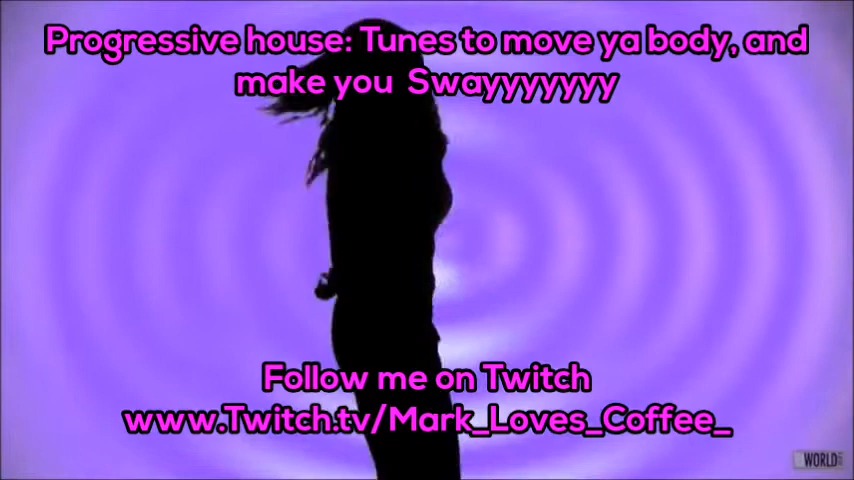 Progressive house: Tunes to move ya body, and
make you Swayyyyyyy
Follow me on Twitch
www.Twitch.tv/Mark_Loves_Coffee_
WORLD